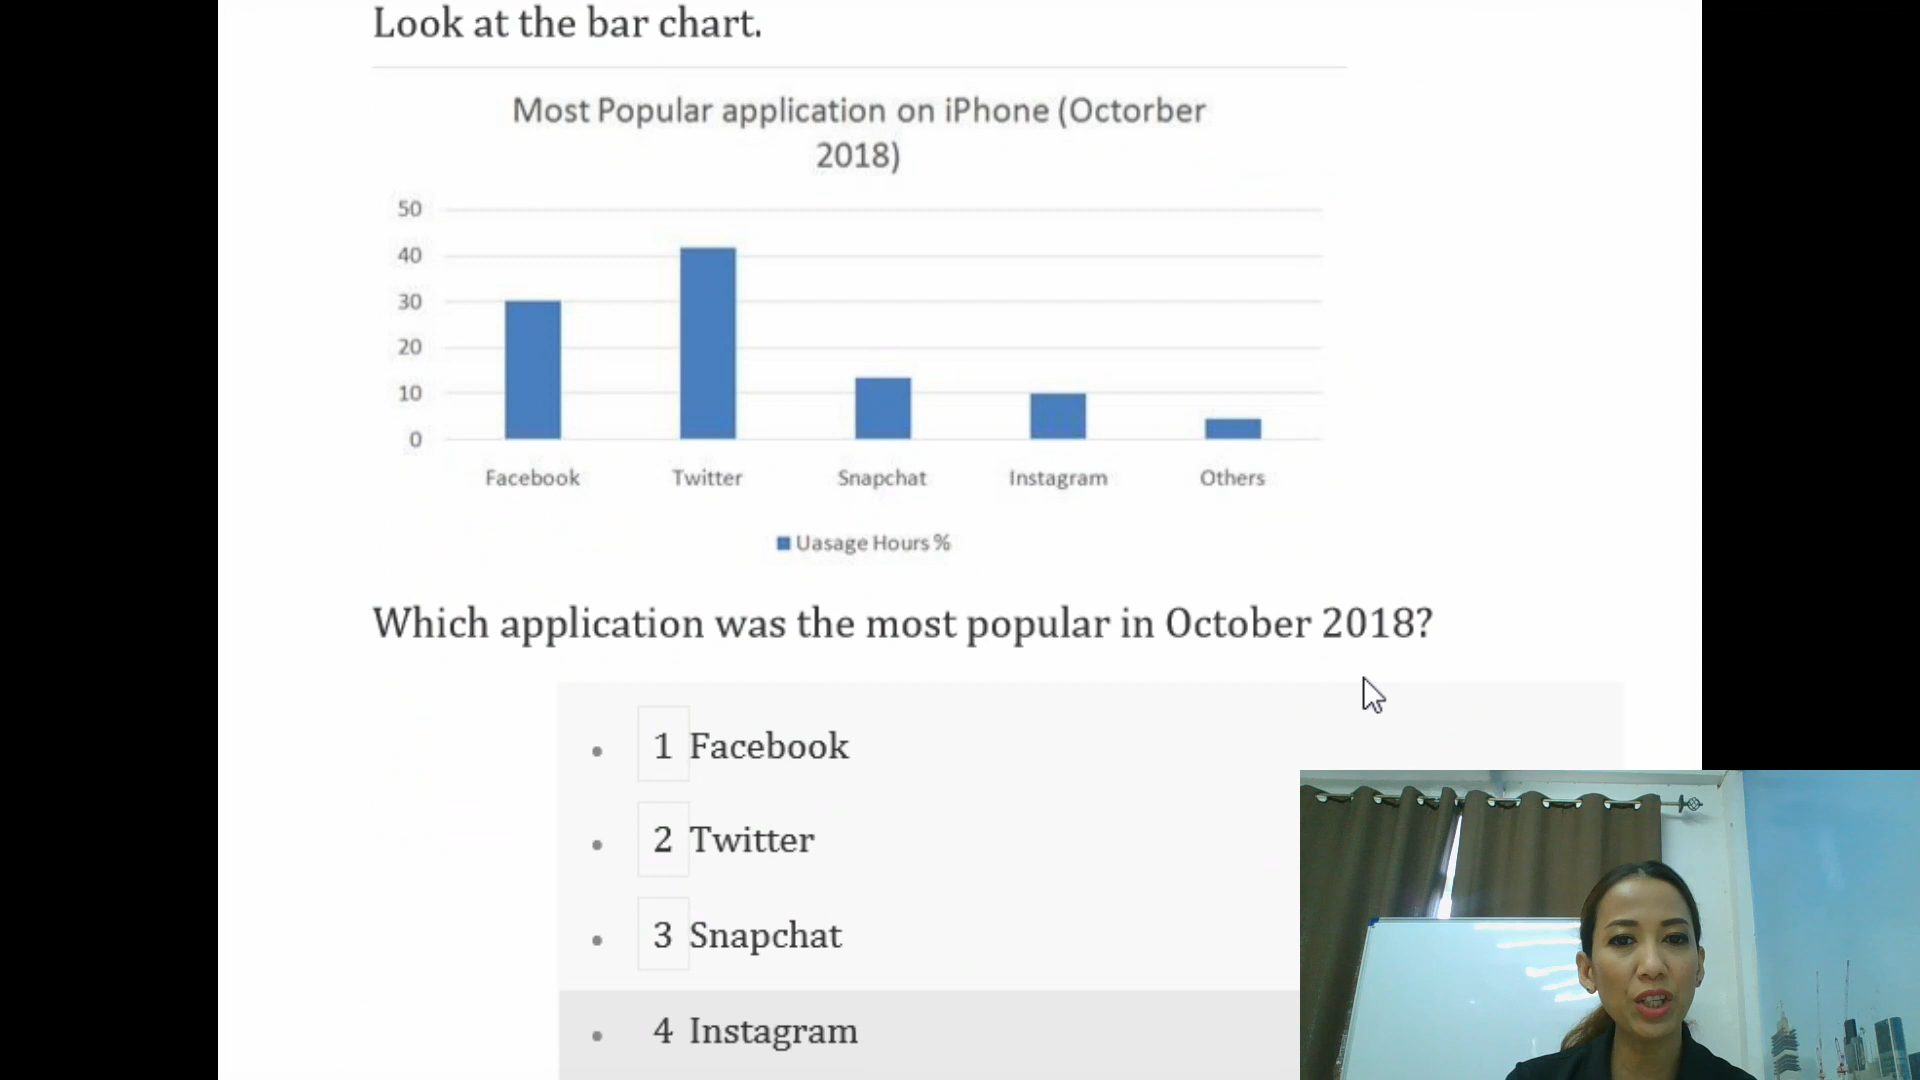 Look at the bar chart.
Most Popular application on iPhone (Octorber
2018)
50
40
30
20
10
0
Facebook Twitter Snapchat Instagram Others
Uasage Hours %
Which application was the most popular in October 2018?
1 Facebook
2 Twitter
3 Snapchat
4 Instagram